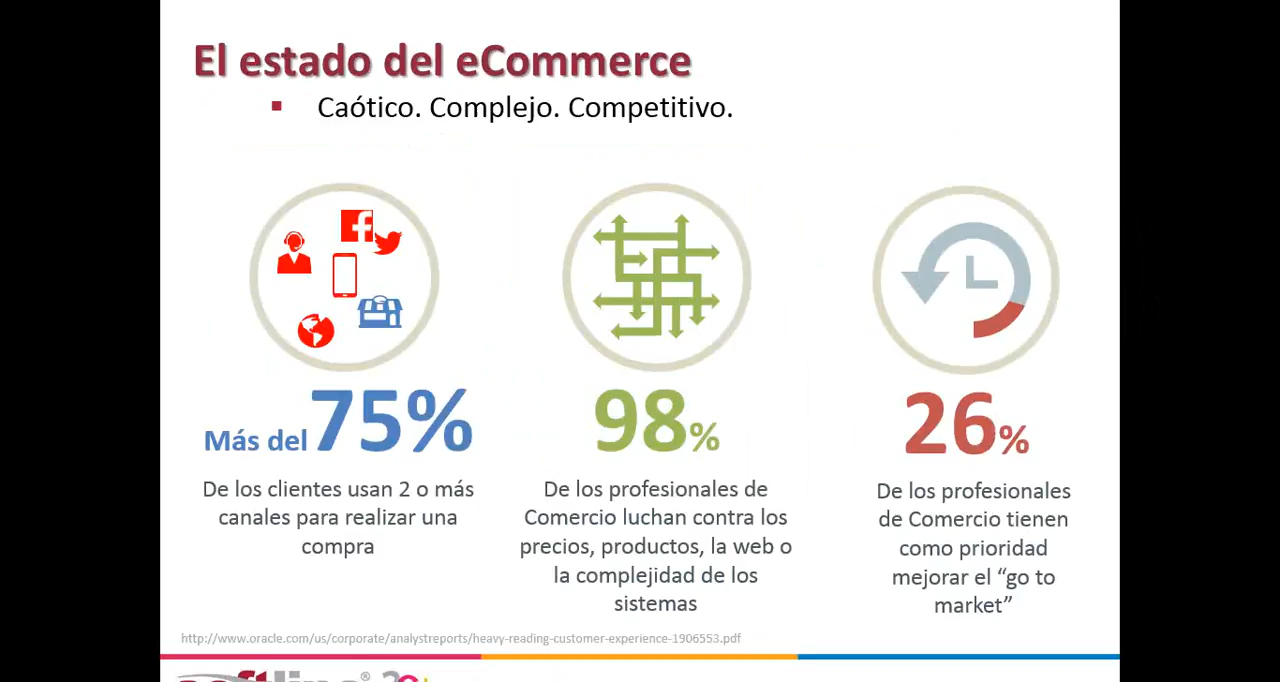 El estado del eCommerce
▪ Caótico. Complejo. Competitivo.
Más del 75%
De los clientes usan 2 o más
canales para realizar una
compra
98%
De los profesionales de
Comercio luchan contra los
precios, productos, la web o
la complejidad de los
sistemas
26%
De los profesionales
de Comercio tienen
como prioridad
mejorar el “go to
market”
http://www.oracle.com/us/corporate/analystreports/heavy-reading-customer-experience-1906553.pdf